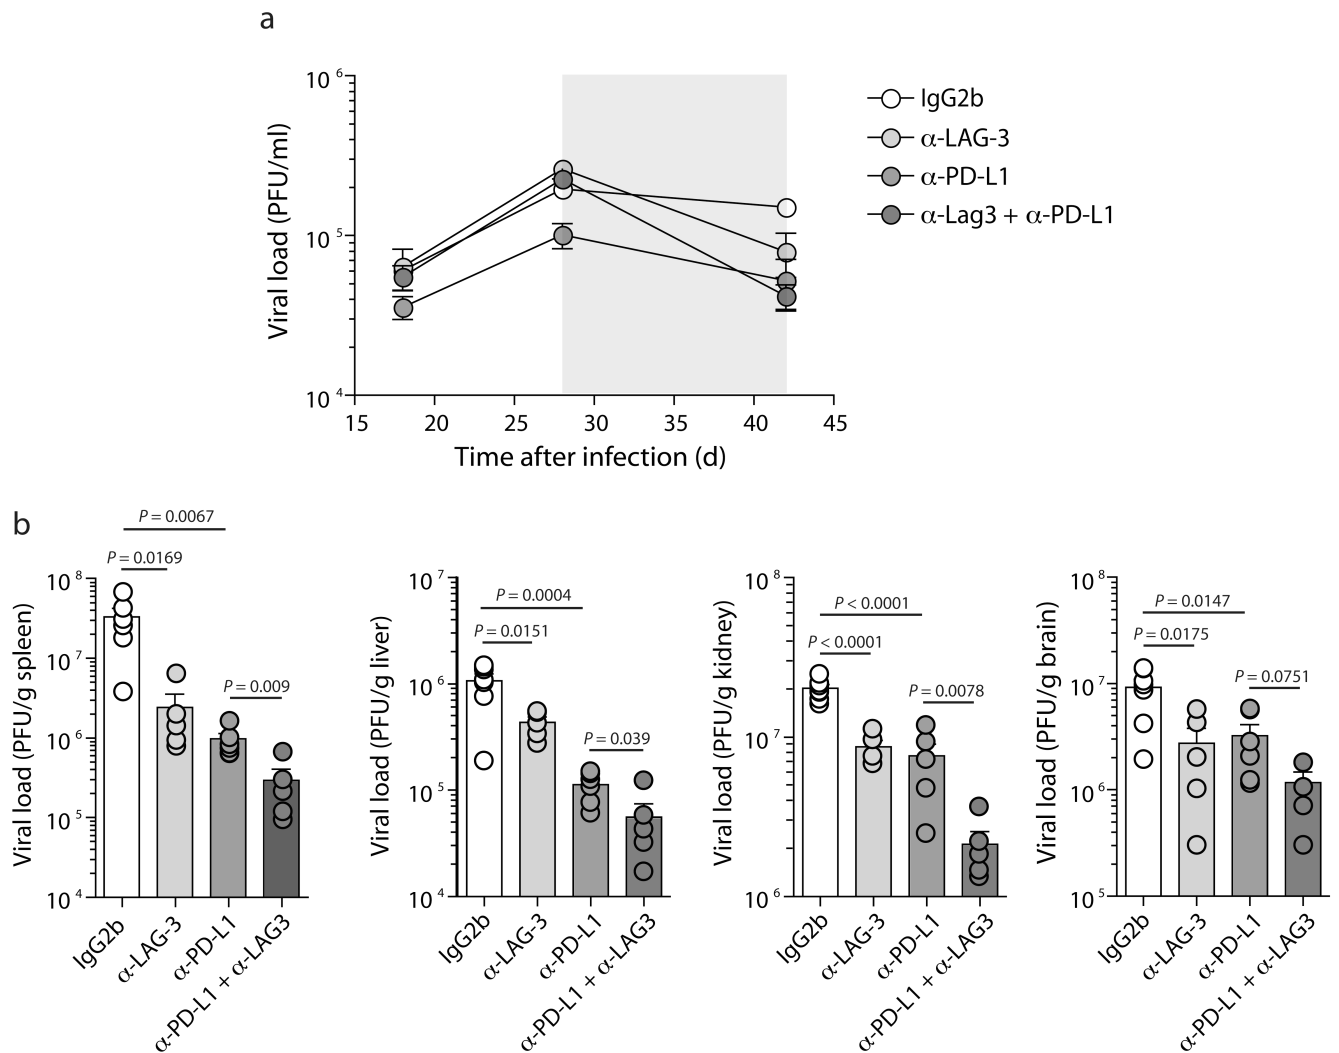 a
Viral load (PFU/ml)
10^6
10^5
10^4
15 20 25 30 35 40 45
Time after infection (d)
IgG2b
α-LAG-3
α-PD-L1
α-Lag3 + α-PD-L1
b
Viral load (PFU/g spleen)
P = 0.0067
P = 0.0169
P = 0.009
10^8
10^7
10^6
10^5
10^4
IgG2b
α-LAG-3
α-PD-L1
α-PD-L1 + α-LAG3
Viral load (PFU/g liver)
P = 0.0004
P = 0.0151
P = 0.039
10^7
10^6
10^5
10^4
IgG2b
α-LAG-3
α-PD-L1
α-PD-L1 + α-LAG3
Viral load (PFU/g kidney)
P < 0.0001
P < 0.0001
P = 0.0078
10^8
10^7
10^6
IgG2b
α-LAG-3
α-PD-L1
α-PD-L1 + α-LAG3
Viral load (PFU/g brain)
P = 0.0147
P = 0.0175
P = 0.0751
10^8
10^7
10^6
10^5
IgG2b
α-LAG-3
α-PD-L1
α-PD-L1 + α-LAG3